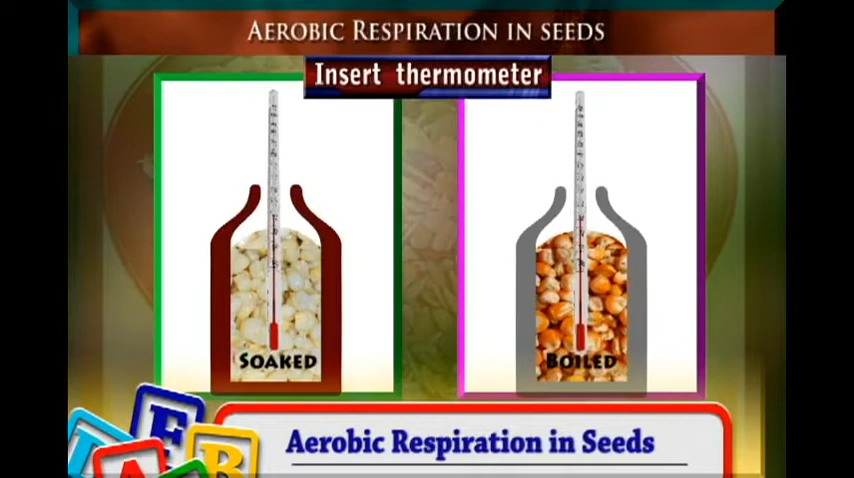 AEROBIC RESPIRATION IN SEEDS
Insert thermometer
SOAKED
BOILED
Aerobic Respiration in Seeds
E
L
A
B